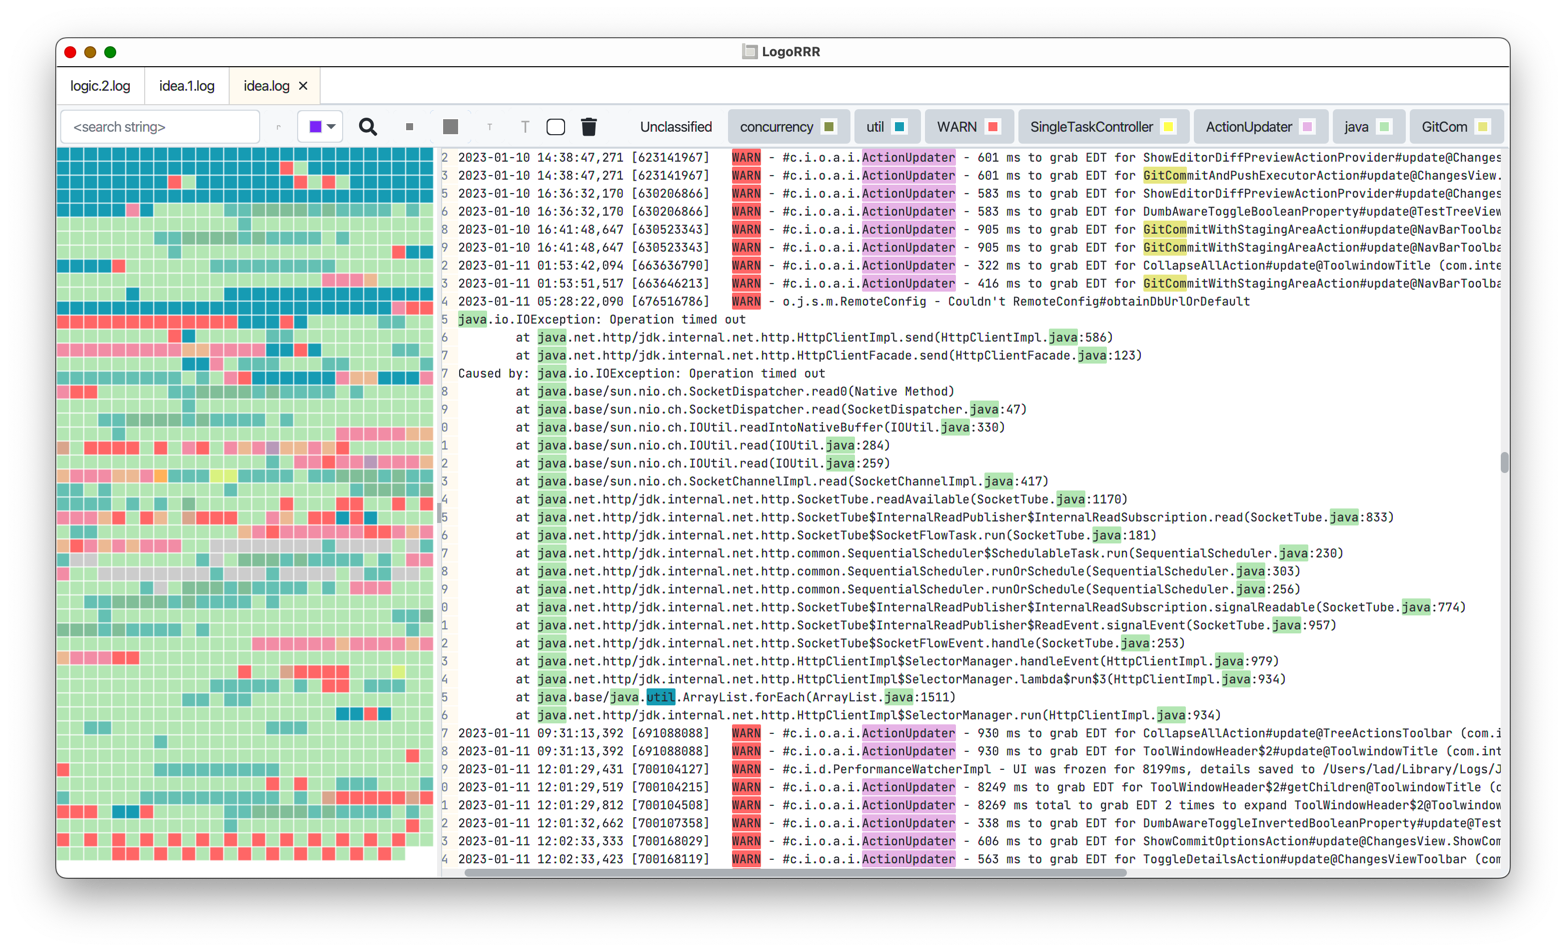 LogoRRR
logic.2.log idea.1.log idea.log ×
<search string> T T Unclassified concurrency util WARN SingleTaskController ActionUpdater java GitCom
2 2023-01-10 14:38:47,271 [623141967] WARN - #c.i.o.a.i.ActionUpdater - 601 ms to grab EDT for ShowEditorDiffPreviewActionProvider#update@Changes
3 2023-01-10 14:38:47,271 [623141967] WARN - #c.i.o.a.i.ActionUpdater - 601 ms to grab EDT for GitCommitAndPushExecutorAction#update@ChangesView.
5 2023-01-10 16:36:32,170 [630206866] WARN - #c.i.o.a.i.ActionUpdater - 583 ms to grab EDT for ShowEditorDiffPreviewActionProvider#update@Changes
6 2023-01-10 16:36:32,170 [630206866] WARN - #c.i.o.a.i.ActionUpdater - 583 ms to grab EDT for DumbAwareToggleBooleanProperty#update@TestTreeView
8 2023-01-10 16:41:48,647 [630523343] WARN - #c.i.o.a.i.ActionUpdater - 905 ms to grab EDT for GitCommitWithStagingAreaAction#update@NavBarToolba
9 2023-01-10 16:41:48,647 [630523343] WARN - #c.i.o.a.i.ActionUpdater - 905 ms to grab EDT for GitCommitWithStagingAreaAction#update@NavBarToolba
2 2023-01-11 01:53:42,094 [663636790] WARN - #c.i.o.a.i.ActionUpdater - 322 ms to grab EDT for CollapseAllAction#update@ToolwindowTitle (com.inte
3 2023-01-11 01:53:51,517 [663646213] WARN - #c.i.o.a.i.ActionUpdater - 416 ms to grab EDT for GitCommitWithStagingAreaAction#update@NavBarToolba
4 2023-01-11 05:28:22,090 [676516786] WARN - o.j.s.m.RemoteConfig - Couldn't RemoteConfig#obtainDbUrlOrDefault
5 java.io.IOException: Operation timed out
6 at java.net.http/jdk.internal.net.http.HttpClientImpl.send(HttpClientImpl.java:586)
7 at java.net.http/jdk.internal.net.http.HttpClientFacade.send(HttpClientFacade.java:123)
7 Caused by: java.io.IOException: Operation timed out
8 at java.base/sun.nio.ch.SocketDispatcher.read0(Native Method)
9 at java.base/sun.nio.ch.SocketDispatcher.read(SocketDispatcher.java:47)
0 at java.base/sun.nio.ch.IOUtil.readIntoNativeBuffer(IOUtil.java:330)
1 at java.base/sun.nio.ch.IOUtil.read(IOUtil.java:284)
2 at java.base/sun.nio.ch.IOUtil.read(IOUtil.java:259)
3 at java.base/sun.nio.ch.SocketChannelImpl.read(SocketChannelImpl.java:417)
4 at java.net.http/jdk.internal.net.http.SocketTube.readAvailable(SocketTube.java:1170)
5 at java.net.http/jdk.internal.net.http.SocketTube$InternalReadPublisher$InternalReadSubscription.read(SocketTube.java:833)
6 at java.net.http/jdk.internal.net.http.SocketTube$SocketFlowTask.run(SocketTube.java:181)
7 at java.net.http/jdk.internal.net.http.common.SequentialScheduler$SchedulableTask.run(SequentialScheduler.java:230)
8 at java.net.http/jdk.internal.net.http.common.SequentialScheduler.runOrSchedule(SequentialScheduler.java:303)
9 at java.net.http/jdk.internal.net.http.common.SequentialScheduler.runOrSchedule(SequentialScheduler.java:256)
0 at java.net.http/jdk.internal.net.http.SocketTube$InternalReadPublisher$InternalReadSubscription.signalReadable(SocketTube.java:774)
1 at java.net.http/jdk.internal.net.http.SocketTube$InternalReadPublisher$ReadEvent.signalEvent(SocketTube.java:957)
2 at java.net.http/jdk.internal.net.http.SocketTube$SocketFlowEvent.handle(SocketTube.java:253)
3 at java.net.http/jdk.internal.net.http.HttpClientImpl$SelectorManager.handleEvent(HttpClientImpl.java:979)
4 at java.net.http/jdk.internal.net.http.HttpClientImpl$SelectorManager.lambda$run$3(HttpClientImpl.java:934)
5 at java.base/java.util.ArrayList.forEach(ArrayList.java:1511)
6 at java.net.http/jdk.internal.net.http.HttpClientImpl$SelectorManager.run(HttpClientImpl.java:934)
7 2023-01-11 09:31:13,392 [691088088] WARN - #c.i.o.a.i.ActionUpdater - 930 ms to grab EDT for CollapseAllAction#update@TreeActionsToolbar (com.i
8 2023-01-11 09:31:13,392 [691088088] WARN - #c.i.o.a.i.ActionUpdater - 930 ms to grab EDT for ToolWindowHeader$2#update@ToolwindowTitle (com.int
9 2023-01-11 12:01:29,431 [700104127] WARN - #c.i.d.PerformanceWatcherImpl - UI was frozen for 8199ms, details saved to /Users/lad/Library/Logs/J
0 2023-01-11 12:01:29,519 [700104215] WARN - #c.i.o.a.i.ActionUpdater - 8249 ms to grab EDT for ToolWindowHeader$2#getChildren@ToolwindowTitle (c
1 2023-01-11 12:01:29,812 [700104508] WARN - #c.i.o.a.i.ActionUpdater - 8269 ms total to grab EDT 2 times to expand ToolWindowHeader$2@Toolwindow
2 2023-01-11 12:01:32,662 [700107358] WARN - #c.i.o.a.i.ActionUpdater - 338 ms to grab EDT for DumbAwareToggleInvertedBooleanProperty#update@Test
3 2023-01-11 12:02:33,333 [700168029] WARN - #c.i.o.a.i.ActionUpdater - 606 ms to grab EDT for ShowCommitOptionsAction#update@ChangesView.ShowCom
4 2023-01-11 12:02:33,423 [700168119] WARN - #c.i.o.a.i.ActionUpdater - 563 ms to grab EDT for ToggleDetailsAction#update@ChangesViewToolbar (com